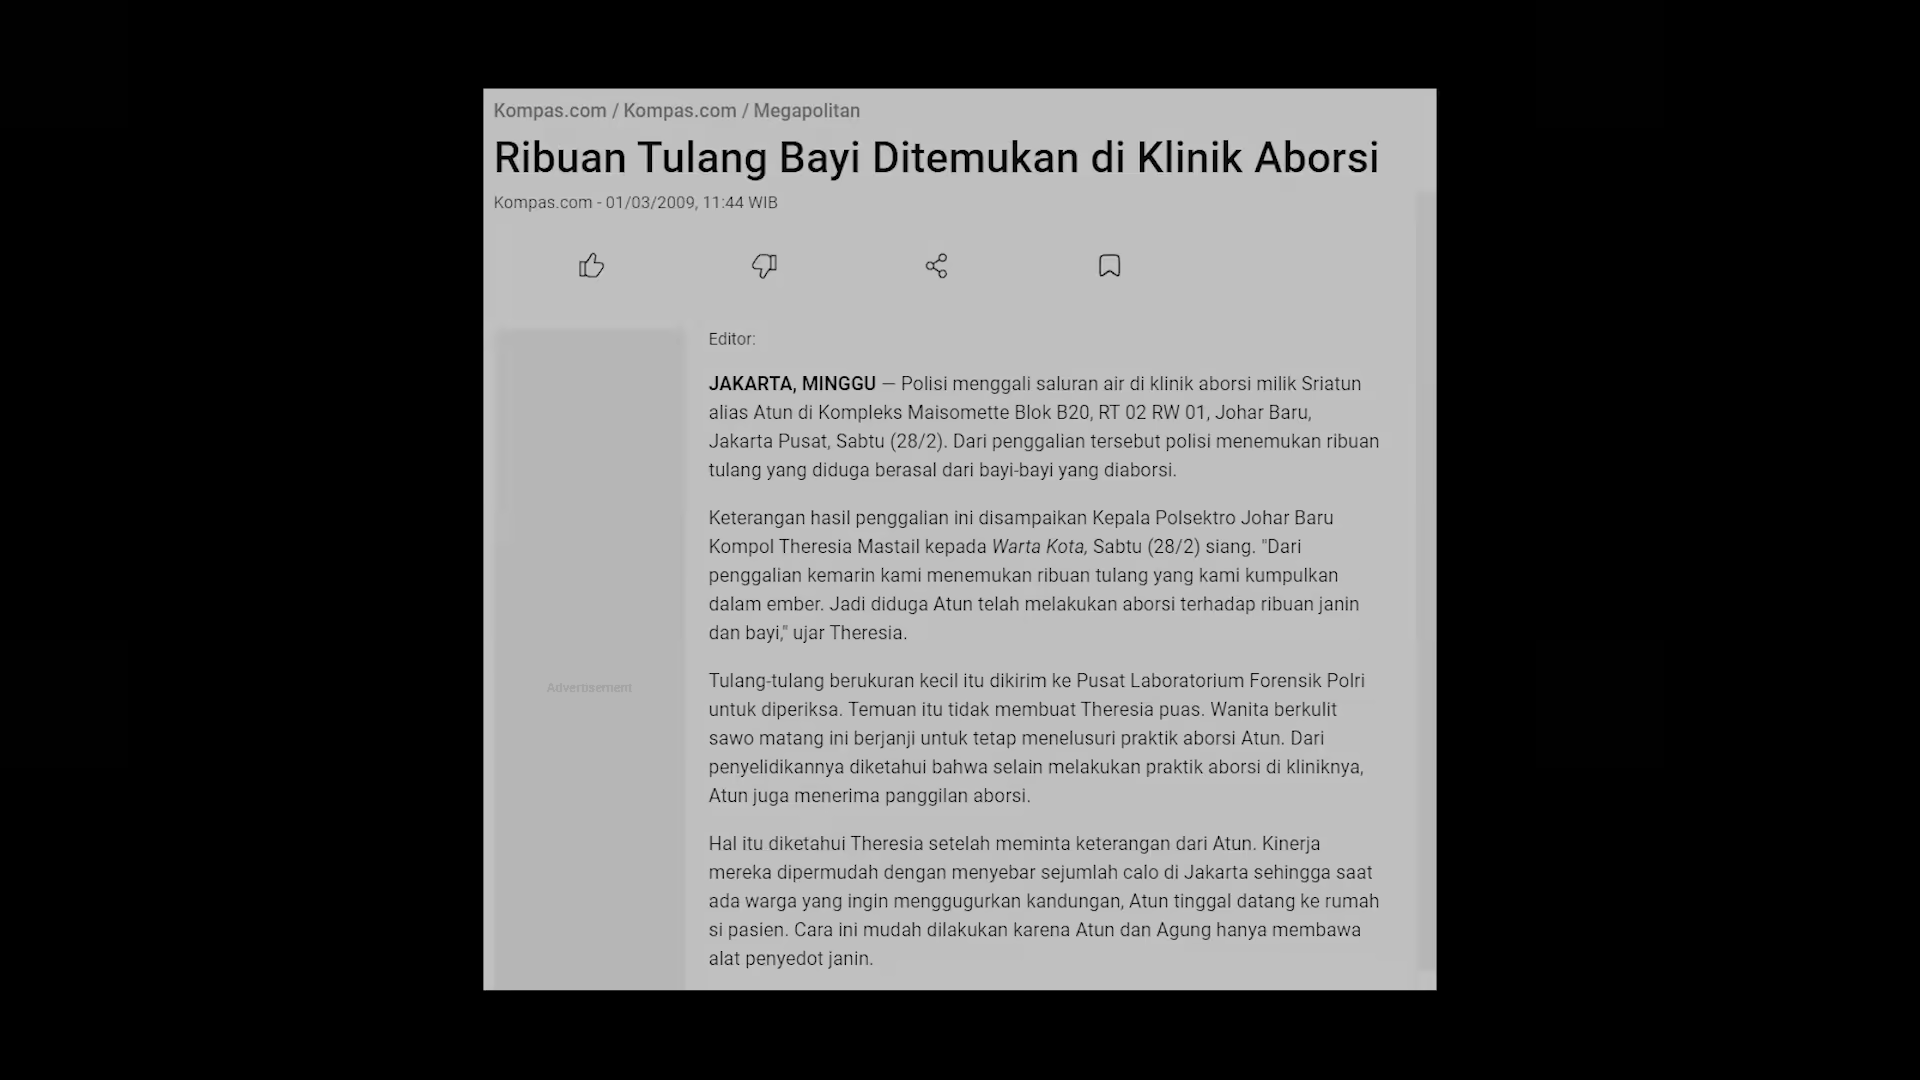 Kompas.com / Kompas.com / Megapolitan
Ribuan Tulang Bayi Ditemukan di Klinik Aborsi
Kompas.com - 01/03/2009, 11:44 WIB
Editor:
JAKARTA, MINGGU — Polisi menggali saluran air di klinik aborsi milik Sriatun
alias Atun di Kompleks Maisomette Blok B20, RT 02 RW 01, Johar Baru,
Jakarta Pusat, Sabtu (28/2). Dari penggalian tersebut polisi menemukan ribuan
tulang yang diduga berasal dari bayi-bayi yang diaborsi.
Keterangan hasil penggalian ini disampaikan Kepala Polsektro Johar Baru
Kompol Theresia Mastail kepada Warta Kota, Sabtu (28/2) siang. "Dari
penggalian kemarin kami menemukan ribuan tulang yang kami kumpulkan
dalam ember. Jadi diduga Atun telah melakukan aborsi terhadap ribuan janin
dan bayi," ujar Theresia.
Tulang-tulang berukuran kecil itu dikirim ke Pusat Laboratorium Forensik Polri
untuk diperiksa. Temuan itu tidak membuat Theresia puas. Wanita berkulit
sawo matang ini berjanji untuk tetap menelusuri praktik aborsi Atun. Dari
penyelidikannya diketahui bahwa selain melakukan praktik aborsi di kliniknya,
Atun juga menerima panggilan aborsi.
Hal itu diketahui Theresia setelah meminta keterangan dari Atun. Kinerja
mereka dipermudah dengan menyebar sejumlah calo di Jakarta sehingga saat
ada warga yang ingin menggugurkan kandungan, Atun tinggal datang ke rumah
si pasien. Cara ini mudah dilakukan karena Atun dan Agung hanya membawa
alat penyedot janin.
Advertisement